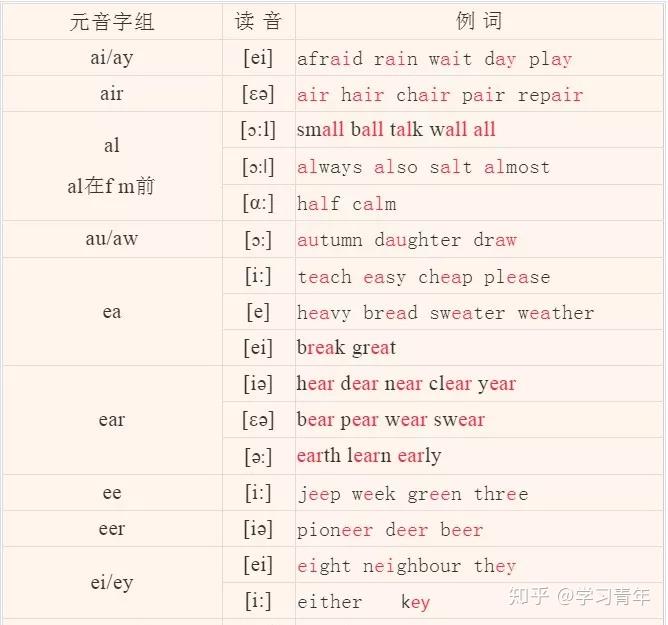 元音字组 读 音 例 词
ai/ay [ei] afraid rain wait day play
air [εə] air hair chair pair repair
al [ɔ:l] small ball talk wall all
al在f m前 [ɔ:l] always also salt almost
[ɑ:] half calm
au/aw [ɔ:] autumn daughter draw
ea [i:] teach easy cheap please
[e] heavy bread sweater weather
[ei] break great
ear [iə] hear dear near clear year
[εə] bear pear wear swear
[ə:] earth learn early
ee [i:] jeep week green three
eer [iə] pioneer deer beer
ei/ey [ei] eight neighbour they
[i:] either key
知乎 @学习青年